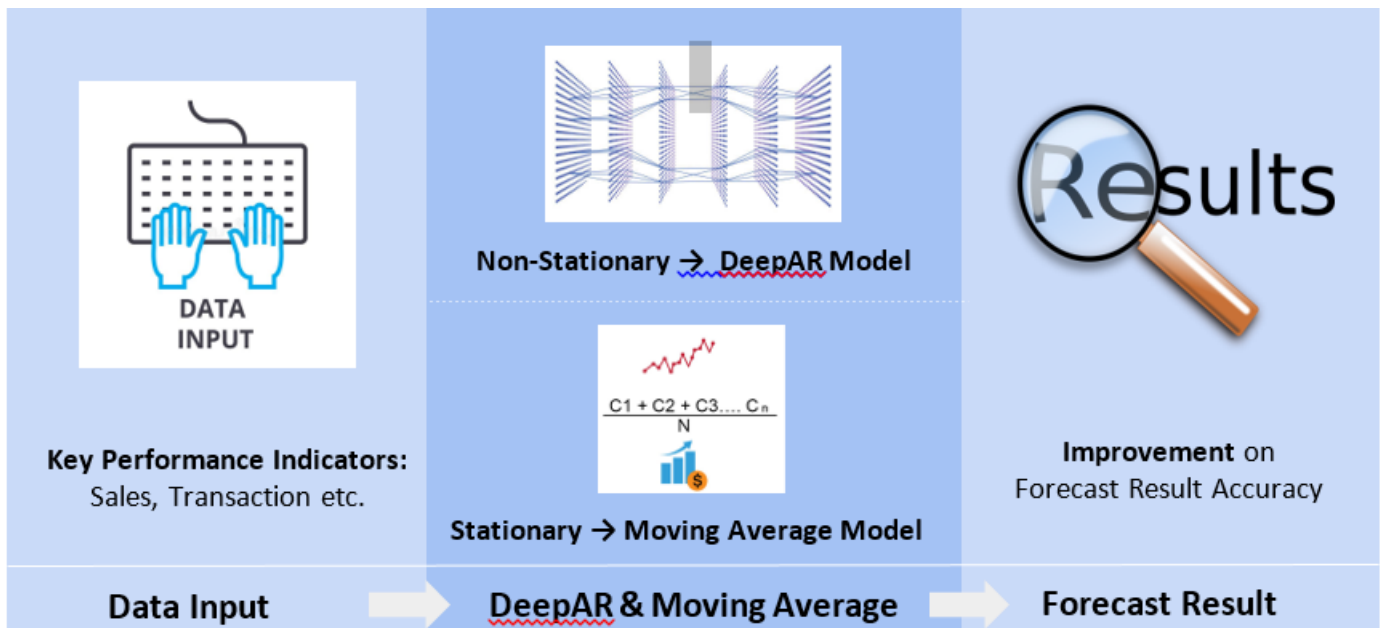 DATA
INPUT
Key Performance Indicators:
Sales, Transaction etc.
Non-Stationary → DeepAR Model
C1 + C2 + C3.... Cn
N
$
Stationary → Moving Average Model
Results
Improvement on
Forecast Result Accuracy
Data Input
DeepAR & Moving Average
Forecast Result